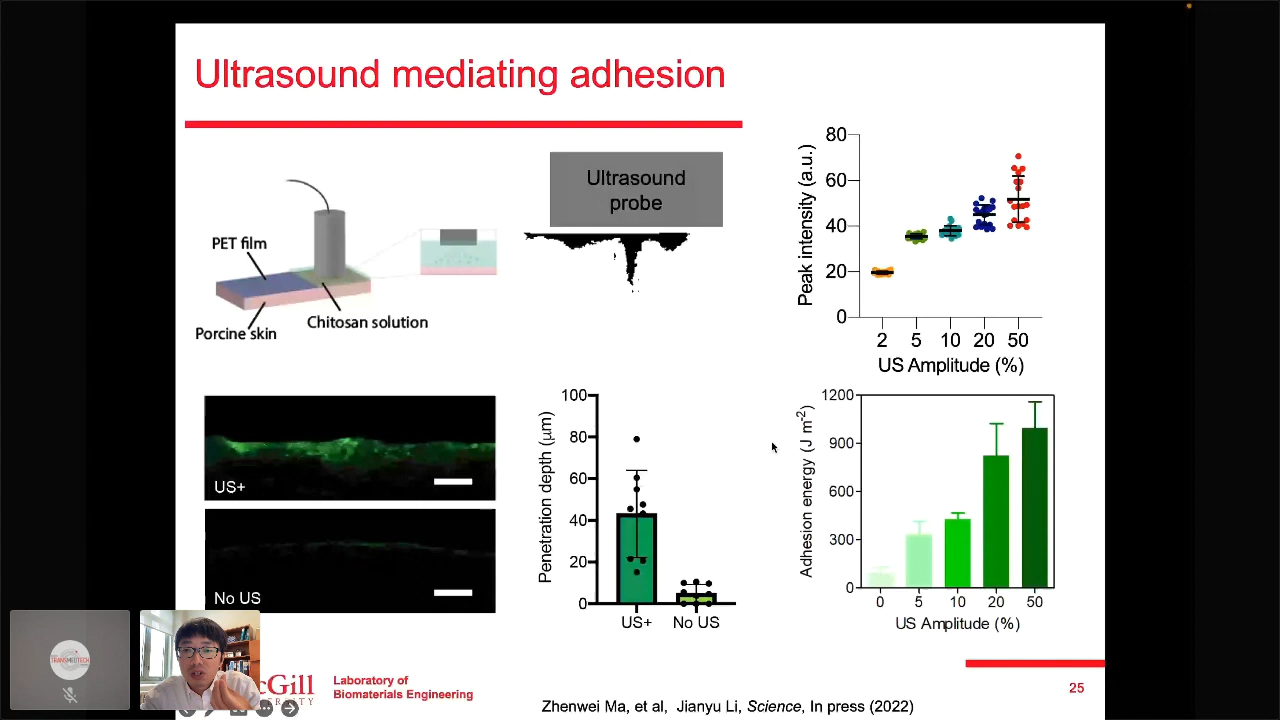 Ultrasound mediating adhesion
PET film
Porcine skin
Chitosan solution
Ultrasound
probe
Peak intensity (a.u.)
80
60
40
20
0
2 5 10 20 50
US Amplitude (%)
US+
No US
Penetration depth (μm)
100
80
60
40
20
0
US+ No US
Adhesion energy (J m-2)
1200
900
600
300
0
0 5 10 20 50
US Amplitude (%)
TRANSMEDTECH
Laboratory of
Biomaterials Engineering
25
Zhenwei Ma, et al, Jianyu Li, Science, In press (2022)